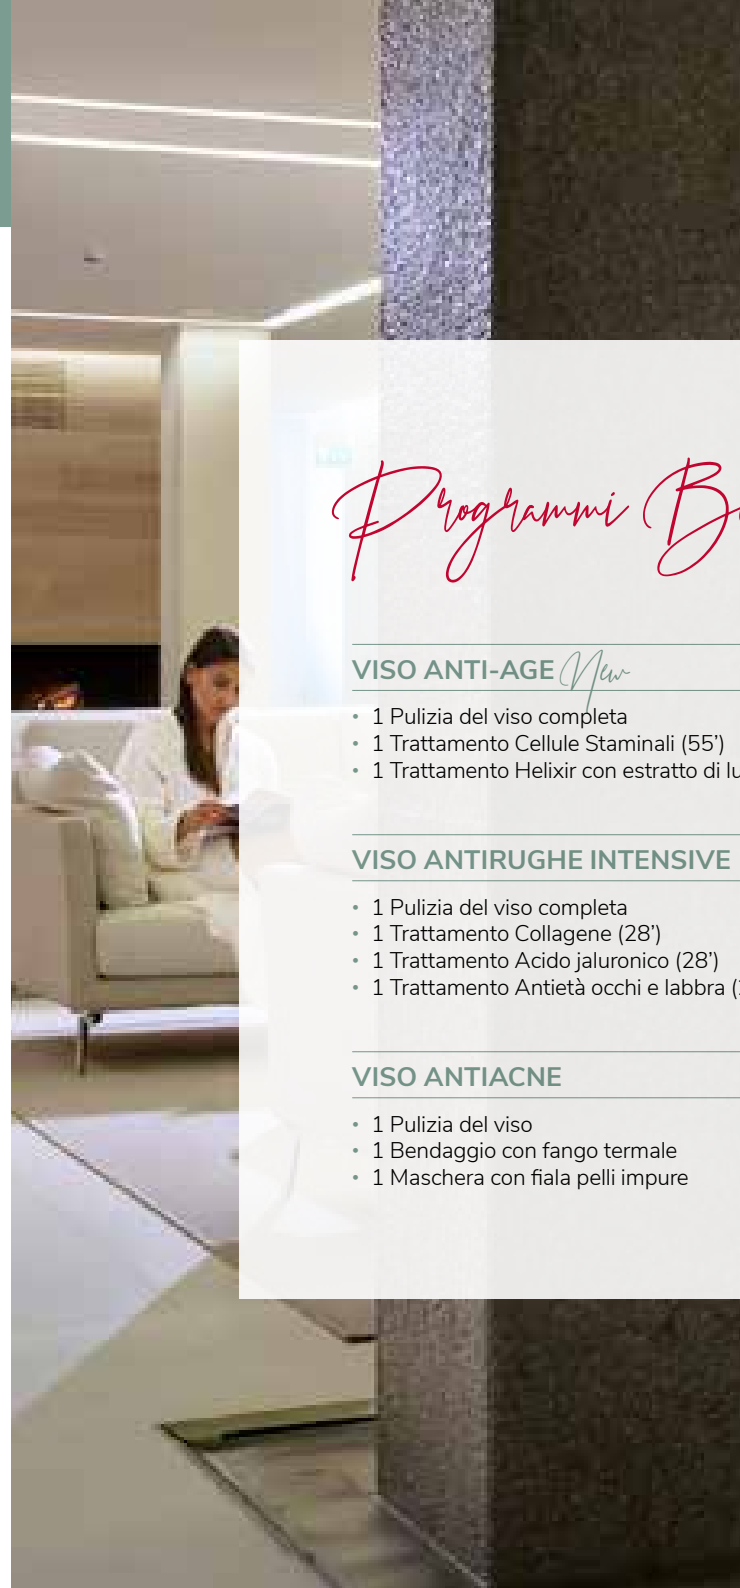 Programmi
VISO ANTI-AGE New
• 1 Pulizia del viso completa
• 1 Trattamento Cellule Staminali (55’)
• 1 Trattamento Helixir con estratto di
VISO ANTIRUGHE INTENSIVE
• 1 Pulizia del viso completa
• 1 Trattamento Collagene (28’)
• 1 Trattamento Acido jaluronico (28’)
• 1 Trattamento Antietà occhi e labbra
VISO ANTIACNE
• 1 Pulizia del viso
• 1 Bendaggio con fango termale
• 1 Maschera con fiala pelli impure